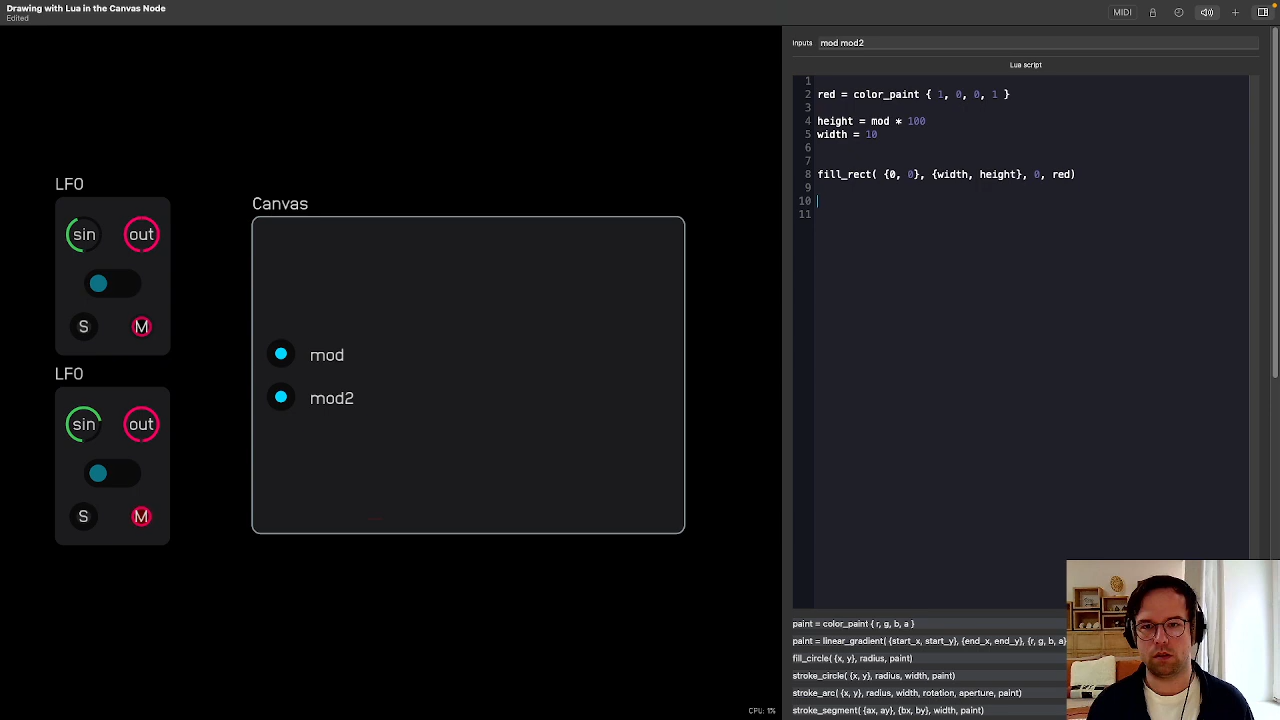 Drawing with Lua in the Canvas Node
Edited
MIDI
Inputs
mod mod2
Lua script
1
2 red = color_paint { 1, 0, 0, 1 }
3
4 height = mod * 100
5 width = 10
6
7
8 fill_rect( {0, 0}, {width, height}, 0, red)
9
10
11
LFO
sin out
S M
LFO
sin out
S M
Canvas
mod
mod2
paint = color_paint { r, g, b, a }
paint = linear_gradient( {start_x, start_y}, {end_x, end_y}, {r, g, b, a}
fill_circle( {x, y}, radius, paint)
stroke_circle( {x, y}, radius, width, paint)
stroke_arc( {x, y}, radius, width, rotation, aperture, paint)
stroke_segment( {ax, ay}, {bx, by}, width, paint)
CPU: 1%